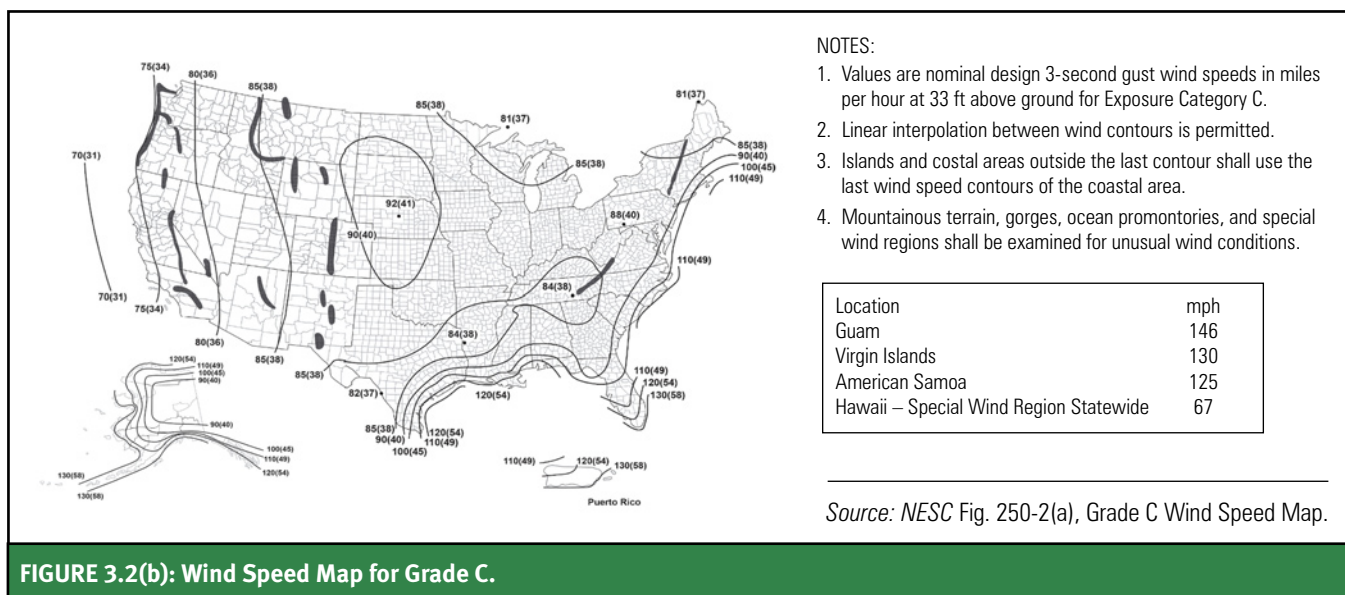 75(34)
80(36)
85(38)
85(38)
81(37)
81(37)
85(38)
85(38)
90(40)
100(45)
110(49)
70(31)
92(41)
88(40)
90(40)
110(49)
70(31)
75(34)
84(38)
84(38)
80(36)
85(38)
85(38)
82(37)
120(54)
110(49)
100(45)
90(40)
90(40)
100(45)
110(49)
120(54)
130(58)
130(58)
85(38)
90(40)
100(45)
120(54)
110(49)
120(54)
110(49)
120(54)
130(58)
110(49)
120(54)
130(58)
Puerto Rico
NOTES:
1. Values are nominal design 3-second gust wind speeds in miles
per hour at 33 ft above ground for Exposure Category C.
2. Linear interpolation between wind contours is permitted.
3. Islands and costal areas outside the last contour shall use the
last wind speed contours of the coastal area.
4. Mountainous terrain, gorges, ocean promontories, and special
wind regions shall be examined for unusual wind conditions.
Location mph
Guam 146
Virgin Islands 130
American Samoa 125
Hawaii – Special Wind Region Statewide 67
Source: NESC Fig. 250-2(a), Grade C Wind Speed Map.
FIGURE 3.2(b): Wind Speed Map for Grade C.